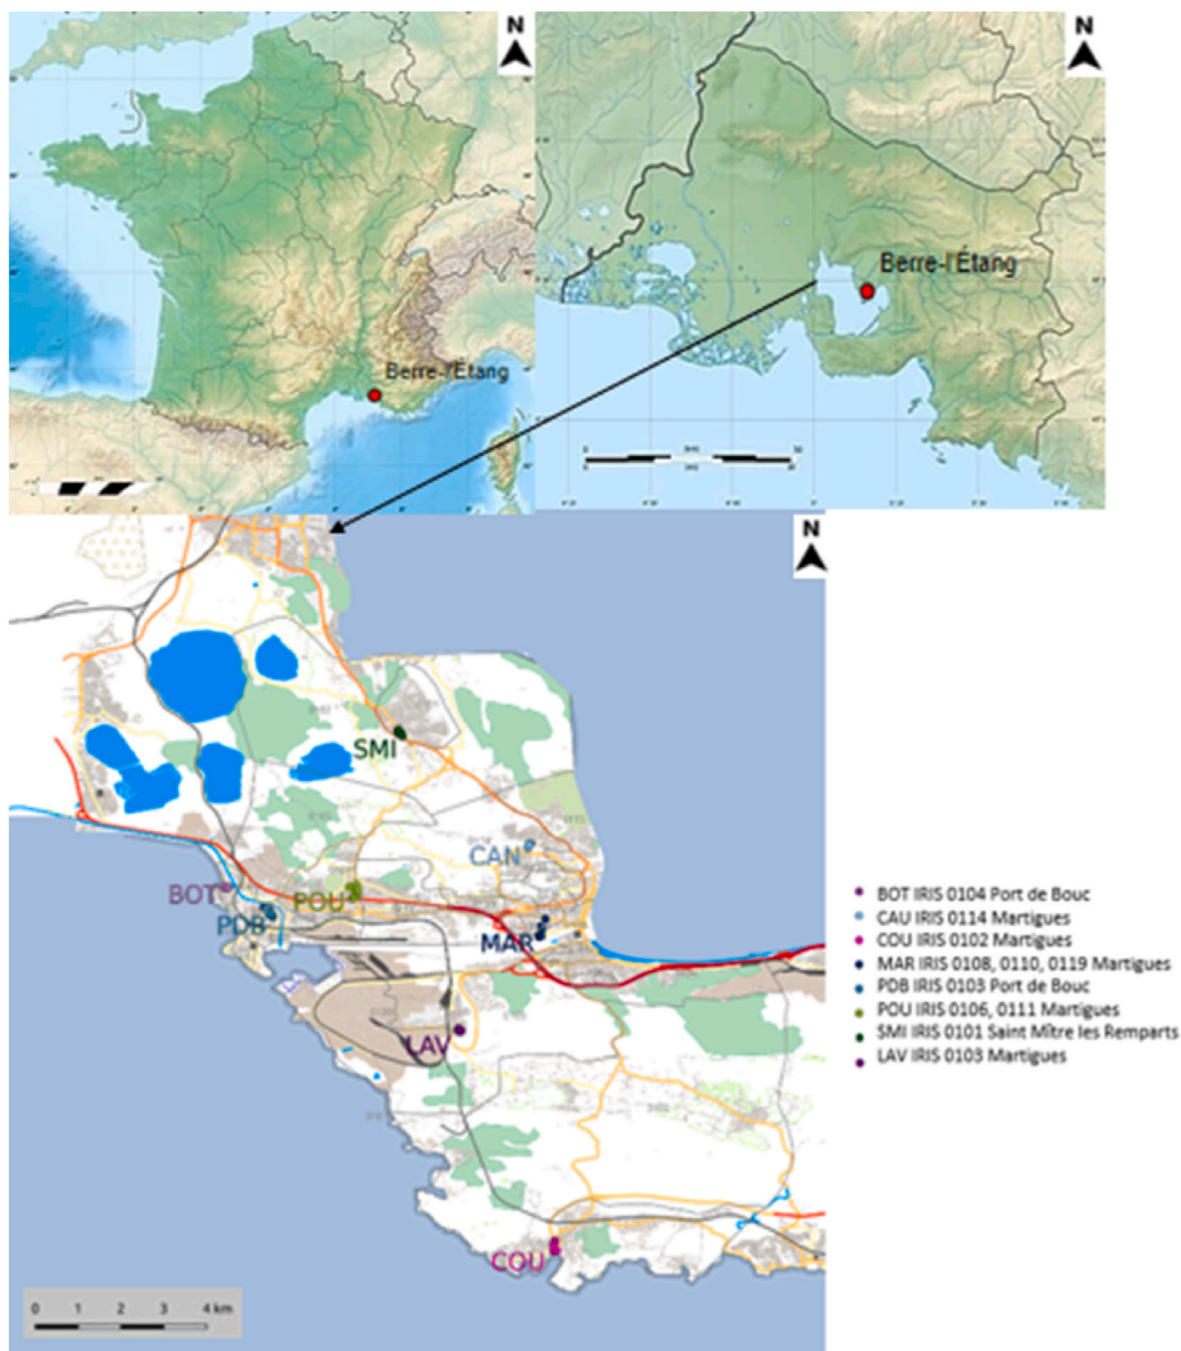 N
N
Berre-l'Étang
Berre-l'Étang
N
SMI
CAN
BOT
POU
PDB
MAR
LAV
COU
0 1 2 3 4 km
BOT IRIS 0104 Port de Bouc
CAU IRIS 0114 Martigues
COU IRIS 0102 Martigues
MAR IRIS 0108, 0110, 0119 Martigues
PDB IRIS 0103 Port de Bouc
POU IRIS 0106, 0111 Martigues
SMI IRIS 0101 Saint Mître les Remparts
LAV IRIS 0103 Martigues